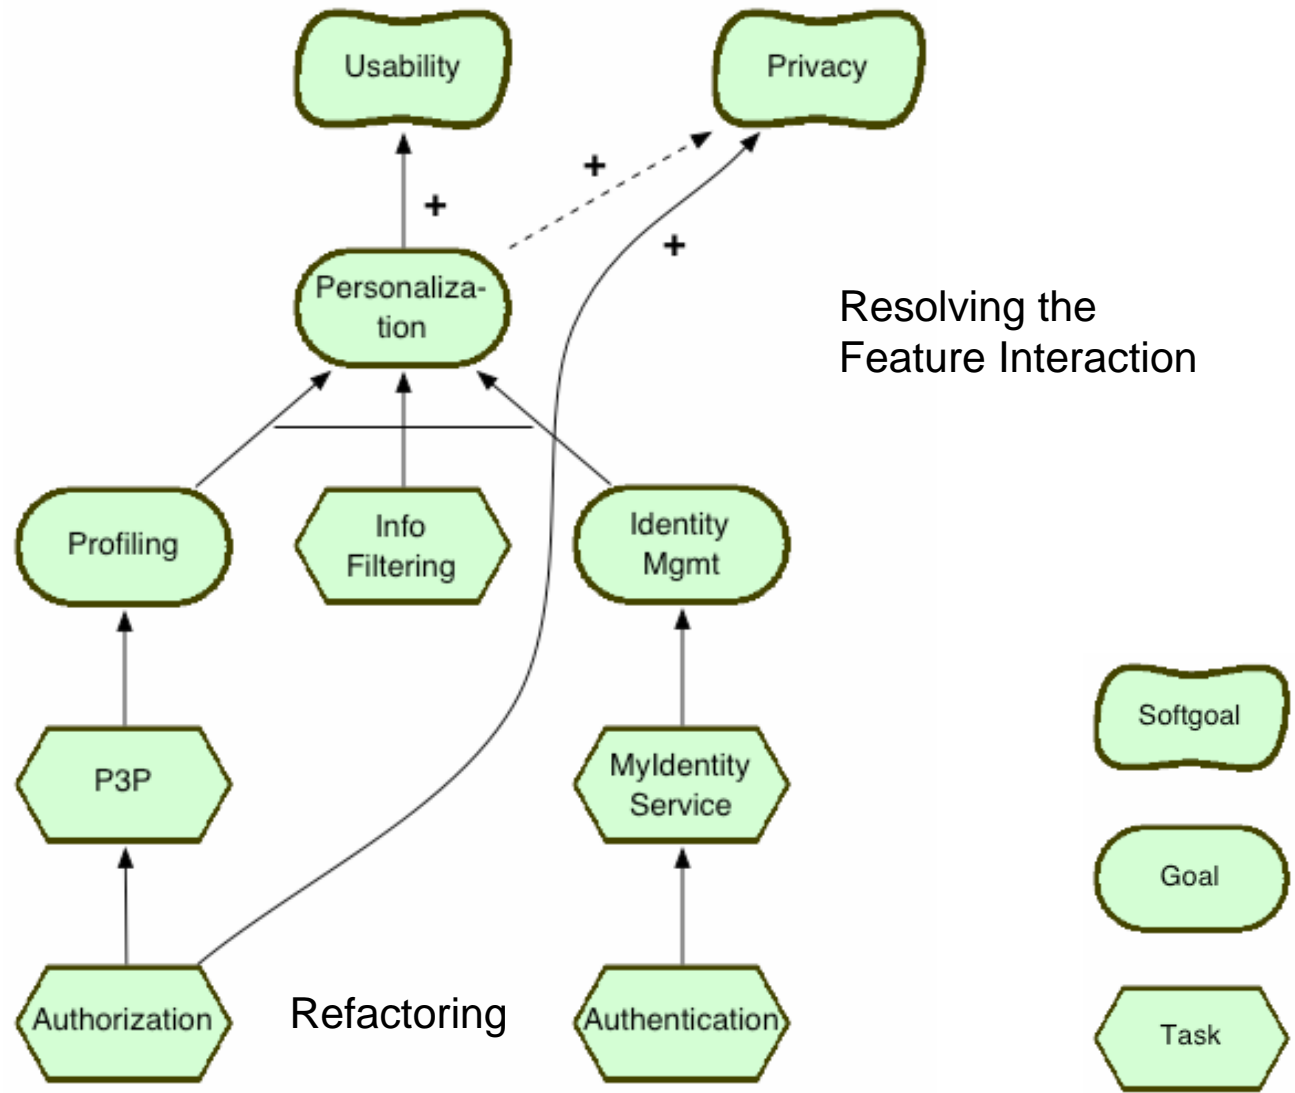 Usability
Privacy
+
+
+
Personaliza-
tion
Resolving the
Feature Interaction
Profiling
Info
Filtering
Identity
Mgmt
P3P
MyIdentity
Service
Softgoal
Goal
Authorization
Refactoring
Authentication
Task